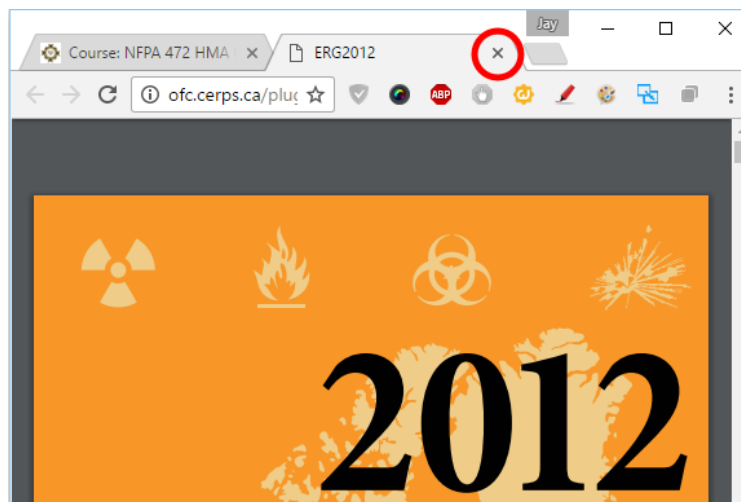 Jay
Course: NFPA 472 HMA
ERG2012
ofc.cerps.ca/plug
ABP
2012